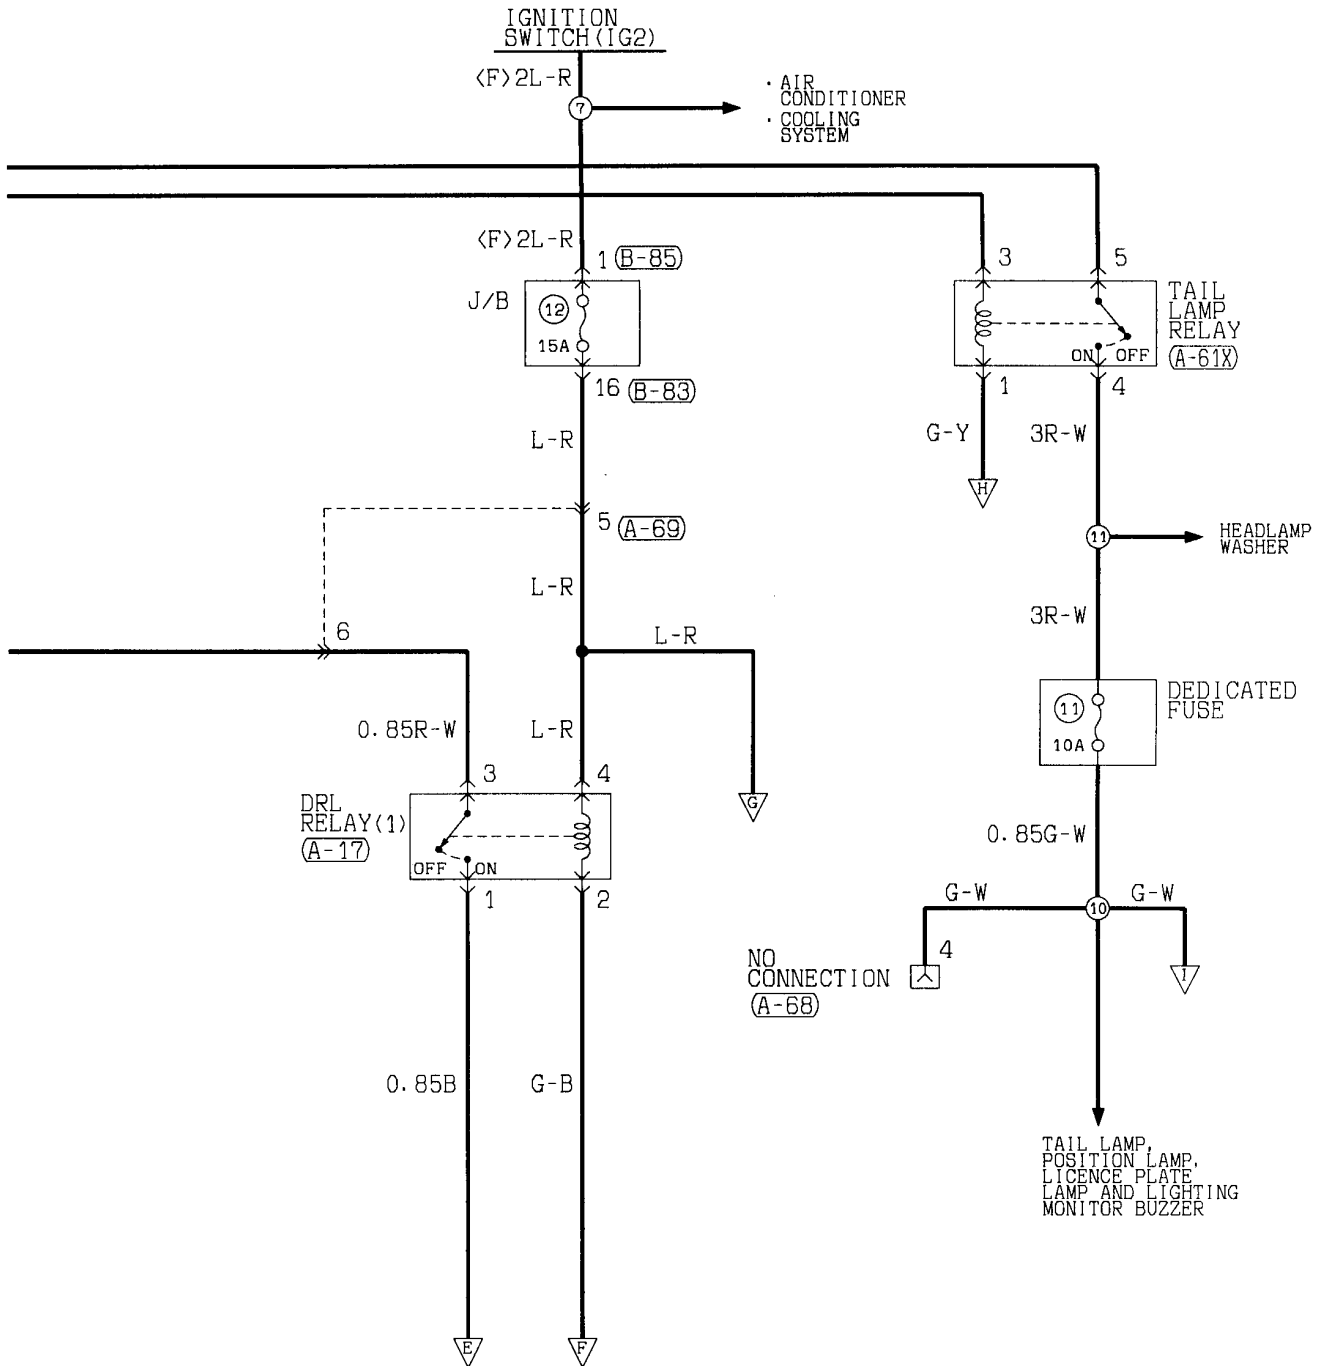 IGNITION
SWITCH(IG2)
<F>2L-R
7
· AIR
CONDITIONER
· COOLING
SYSTEM
<F>2L-R
1 (B-85)
3
5
J/B
12
15A
TAIL
LAMP
RELAY
(A-61X)
ON OFF
16 (B-83)
1
4
L-R
G-Y
3R-W
H
5 (A-69)
11
HEADLAMP
WASHER
L-R
3R-W
6
L-R
DEDICATED
FUSE
11
10A
0.85R-W
L-R
3
4
G
DRL
RELAY(1)
(A-17)
OFF
ON
0.85G-W
1
2
G-W
10
G-W
NO
CONNECTION
(A-68)
4
I
0.85B
G-B
TAIL LAMP,
POSITION LAMP,
LICENCE PLATE
LAMP AND LIGHTING
MONITOR BUZZER
E
F